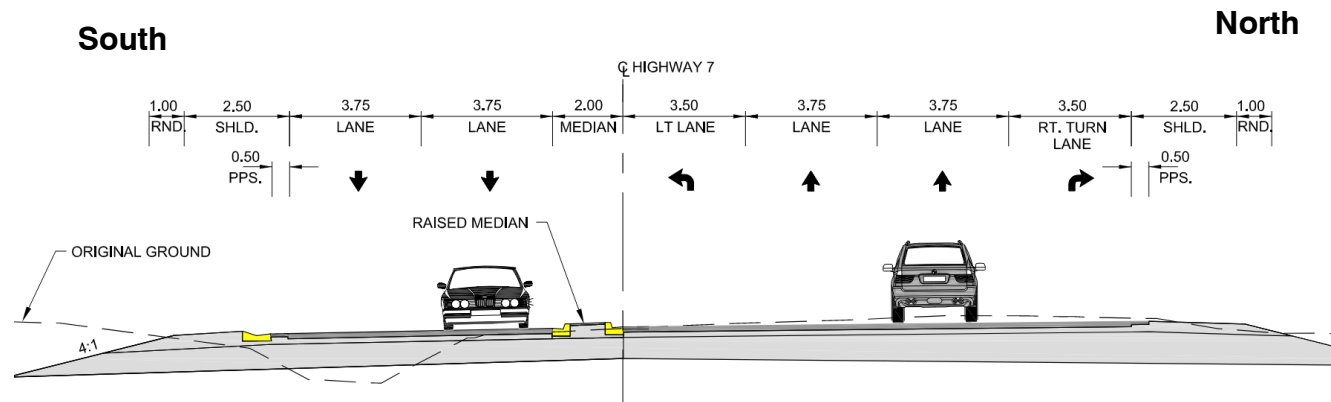 South
North
℄ HIGHWAY 7
1.00 2.50 3.75 3.75 2.00 3.50 3.75 3.75 3.50 2.50 1.00
RND. SHLD. LANE LANE MEDIAN LT LANE LANE LANE RT. TURN SHLD. RND.
LANE
0.50 0.50
PPS. PPS.
RAISED MEDIAN
ORIGINAL GROUND
4:1